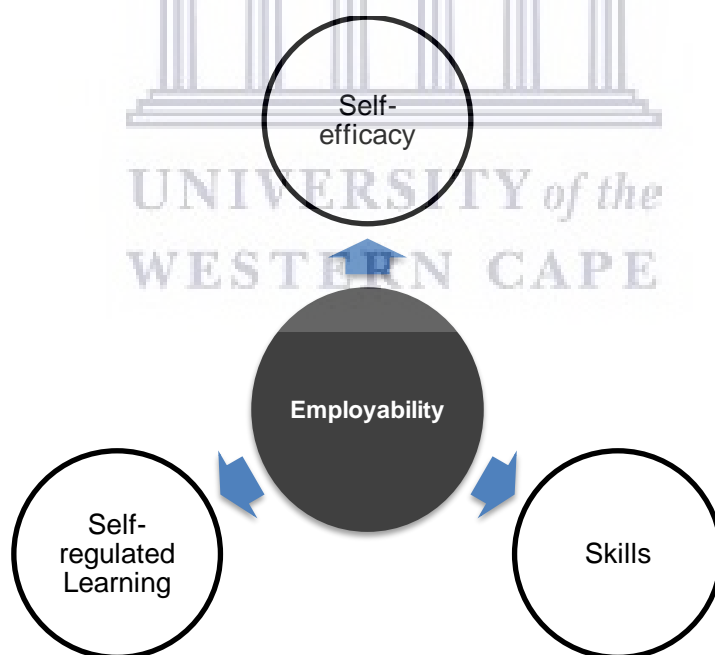 Self-
efficacy
UNIVERSITY of the
WESTERN CAPE
Employability
Self-
regulated
Learning
Skills